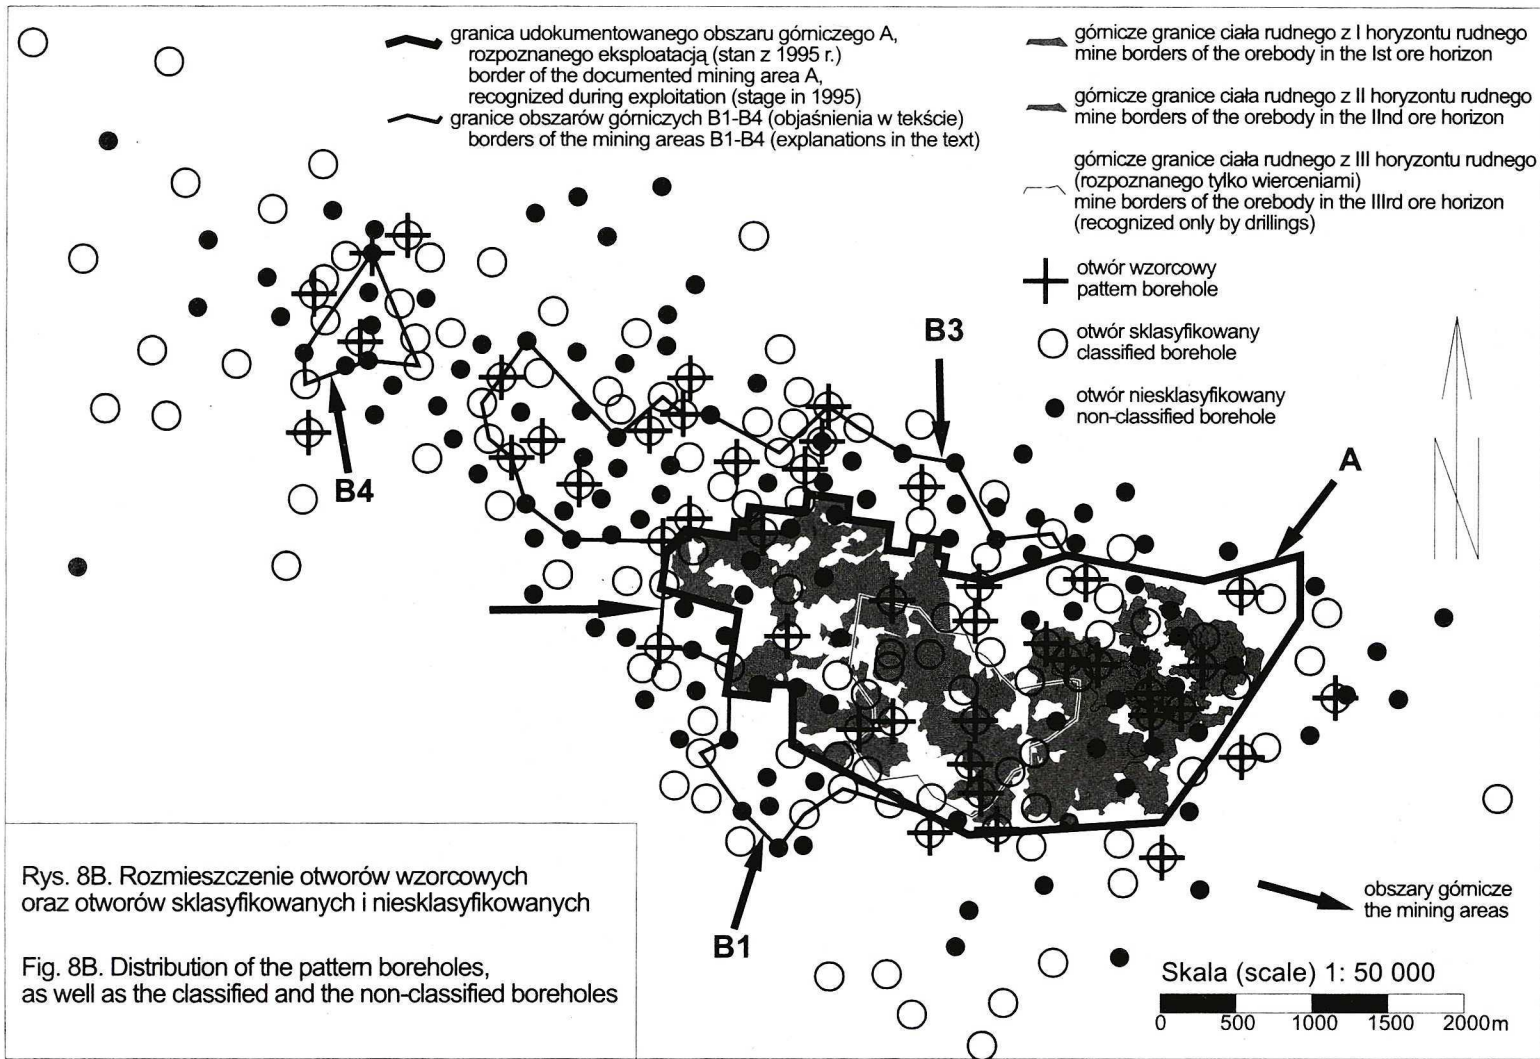 granica udokumentowanego obszaru górniczego A,
rozpoznanego eksploatacją (stan z 1995 r.)
border of the documented mining area A,
recognized during exploitation (stage in 1995)
granice obszarów górniczych B1-B4 (objaśnienia w tekście)
borders of the mining areas B1-B4 (explanations in the text)
górnicze granice ciała rudnego z I horyzontu rudnego
mine borders of the orebody in the Ist ore horizon
górnicze granice ciała rudnego z II horyzontu rudnego
mine borders of the orebody in the IInd ore horizon
górnicze granice ciała rudnego z III horyzontu rudnego
(rozpoznanego tylko wierceniami)
mine borders of the orebody in the IIIrd ore horizon
(recognized only by drillings)
otwór wzorcowy
pattern borehole
otwór sklasyfikowany
classified borehole
otwór niesklasyfikowany
non-classified borehole
B3
A
B4
N
B1
obszary górnicze
the mining areas
Skala (scale) 1: 50 000
0 500 1000 1500 2000m
Rys. 8B. Rozmieszczenie otworów wzorcowych
oraz otworów sklasyfikowanych i niesklasyfikowanych
Fig. 8B. Distribution of the pattern boreholes,
as well as the classified and the non-classified boreholes